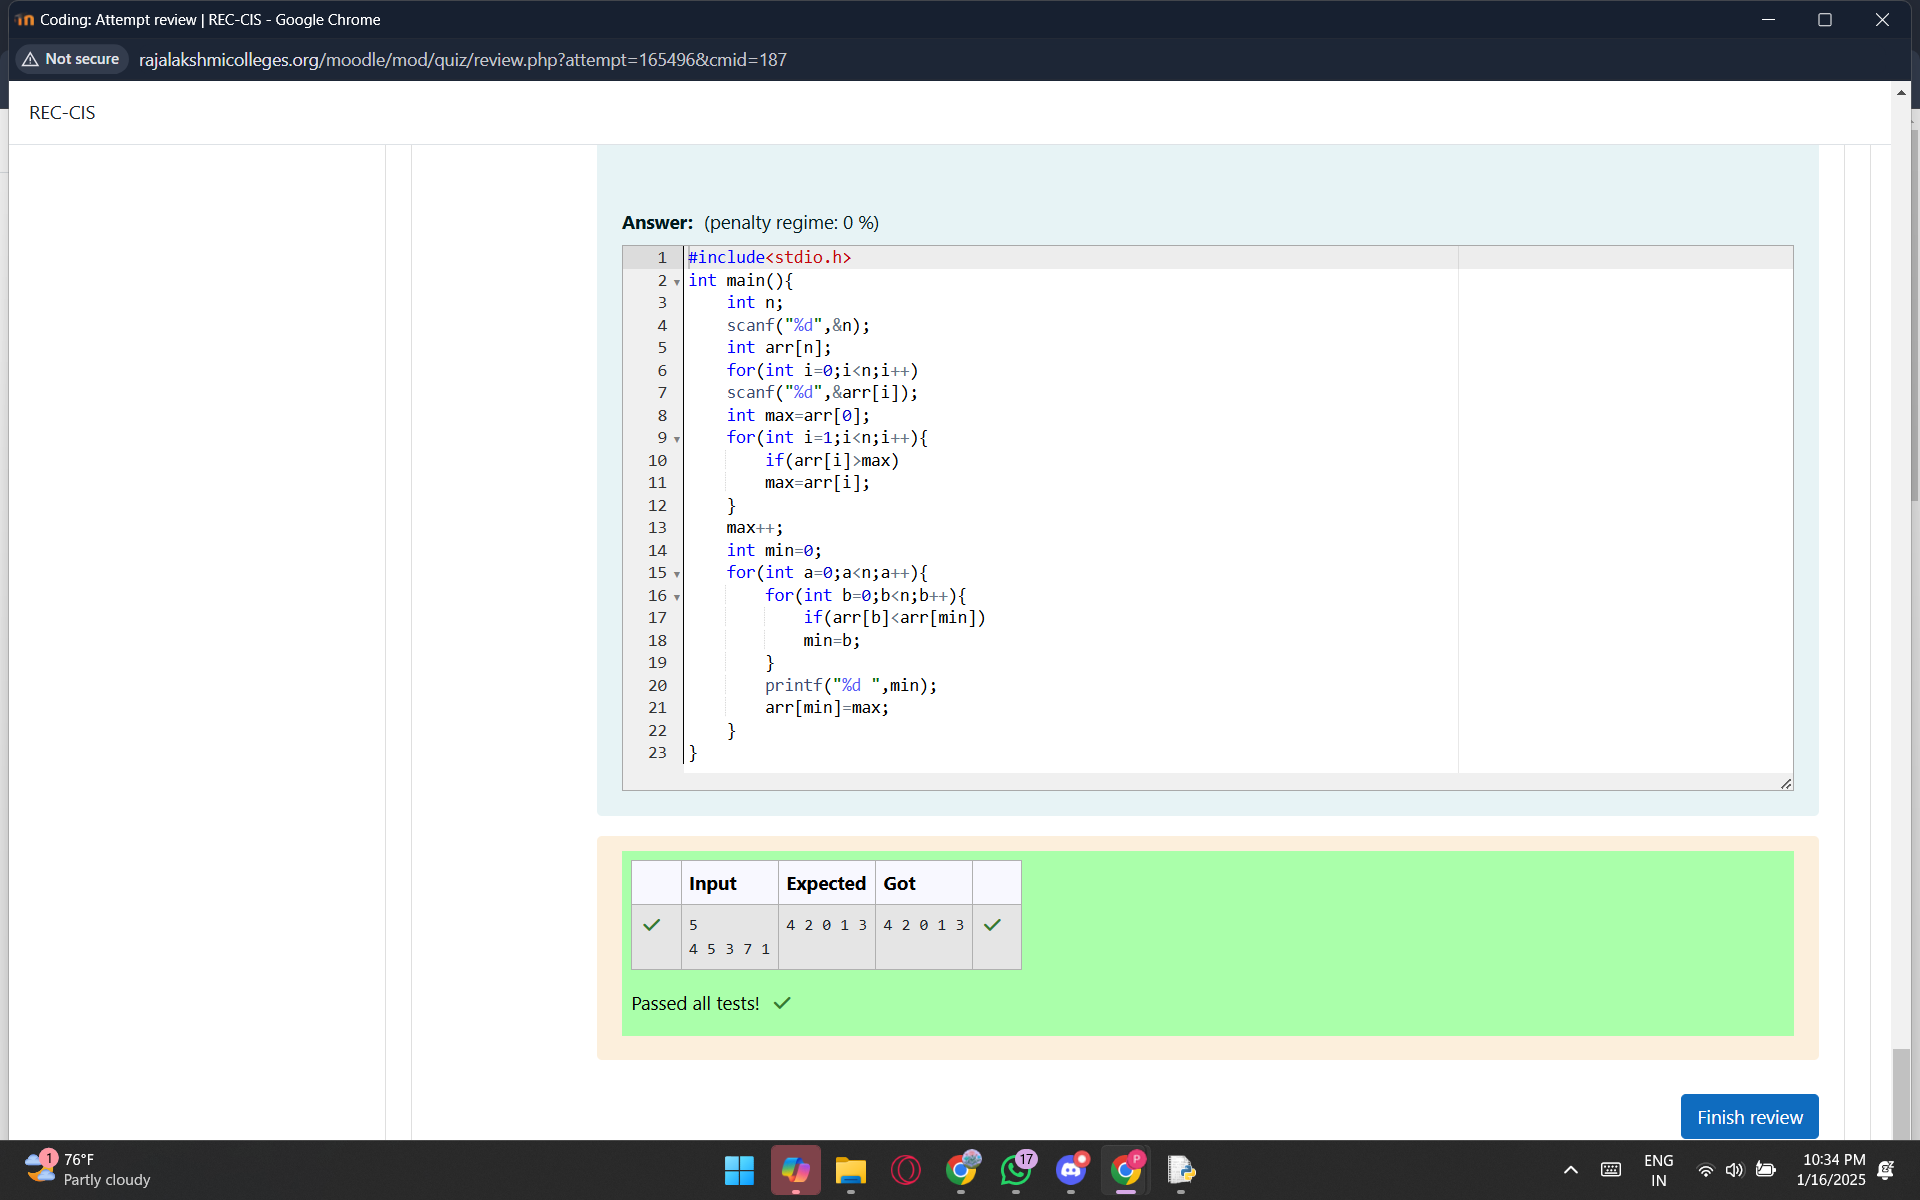 Coding: Attempt review | REC-CIS - Google Chrome
Not secure rajalakshmicolleges.org/moodle/mod/quiz/review.php?attempt=165496&cmid=187
REC-CIS
Answer: (penalty regime: 0 %)
1 #include<stdio.h>
2 int main(){
3     int n;
4     scanf("%d",&n);
5     int arr[n];
6     for(int i=0;i<n;i++)
7     scanf("%d",&arr[i]);
8     int max=arr[0];
9     for(int i=1;i<n;i++){
10         if(arr[i]>max)
11         max=arr[i];
12     }
13     max++;
14     int min=0;
15     for(int a=0;a<n;a++){
16         for(int b=0;b<n;b++){
17             if(arr[b]<arr[min])
18             min=b;
19         }
20         printf("%d ",min);
21         arr[min]=max;
22     }
23 }
Input Expected Got
5 4 2 0 1 3 4 2 0 1 3
4 5 3 7 1
Passed all tests!
Finish review
1 76°F
Partly cloudy
17
P
ENG
IN
10:34 PM
1/16/2025